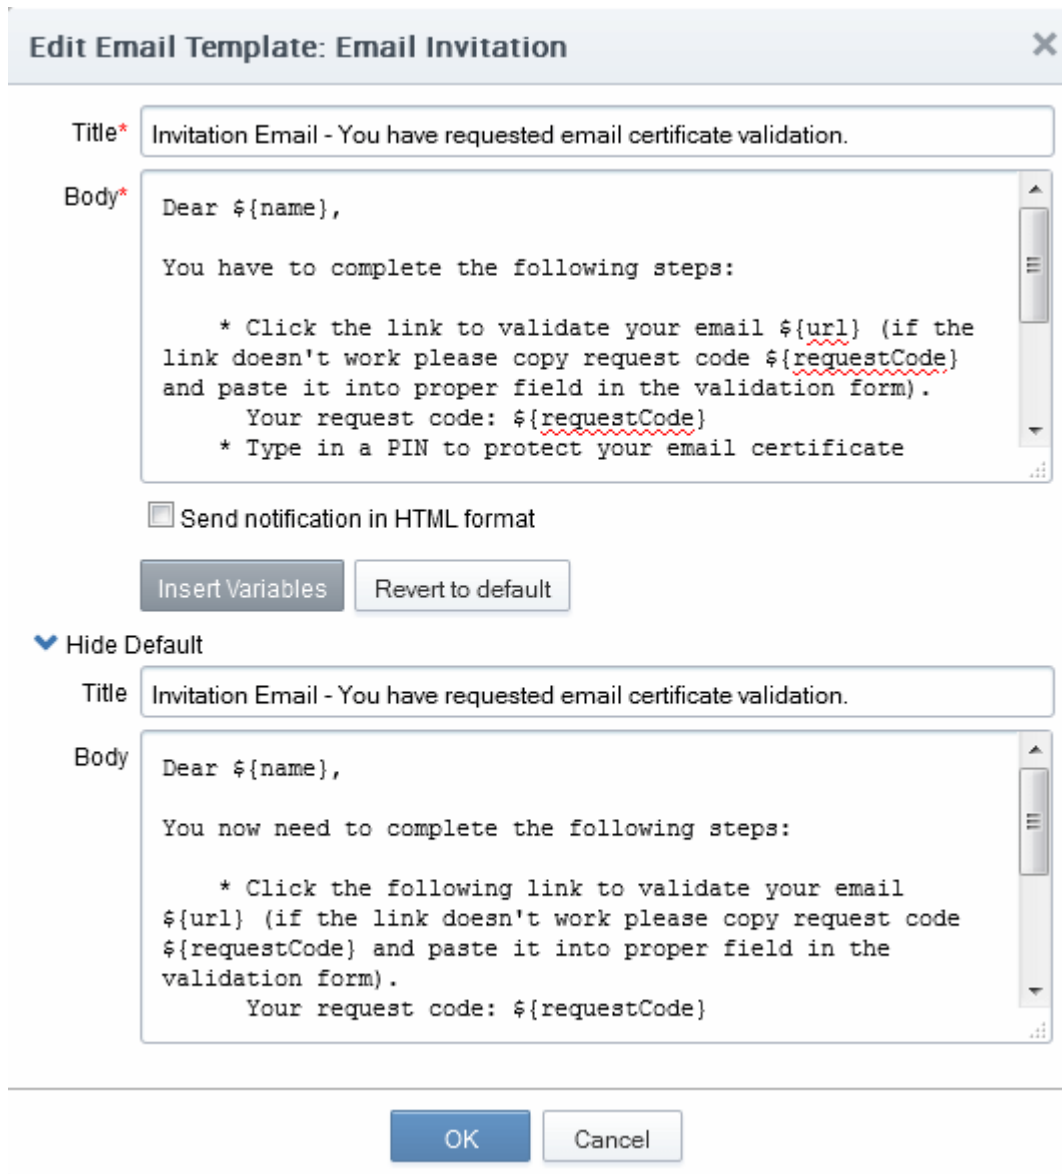 Edit Email Template: Email Invitation
Title*
Invitation Email - You have requested email certificate validation.
Body*
Dear ${name},
You have to complete the following steps:
* Click the link to validate your email ${url} (if the
link doesn't work please copy request code ${requestCode}
and paste it into proper field in the validation form).
Your request code: ${requestCode}
* Type in a PIN to protect your email certificate
Send notification in HTML format
Insert Variables
Revert to default
Hide Default
Title
Invitation Email - You have requested email certificate validation.
Body
Dear ${name},
You now need to complete the following steps:
* Click the following link to validate your email
${url} (if the link doesn't work please copy request code
${requestCode} and paste it into proper field in the
validation form).
Your request code: ${requestCode}
OK
Cancel